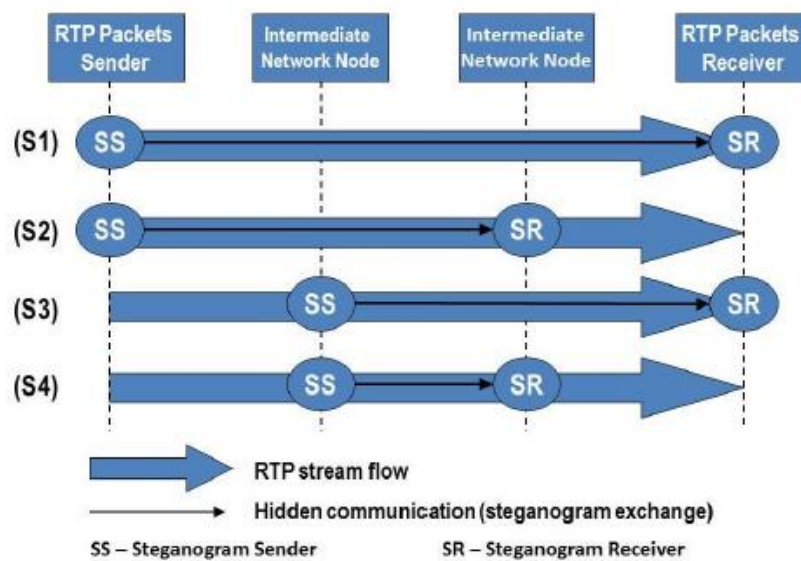 RTP Packets
Sender
Intermediate
Network Node
Intermediate
Network Node
RTP Packets
Receiver
(S1)
SS
SR
(S2)
SS
SR
(S3)
SS
SR
(S4)
SS
SR
RTP stream flow
Hidden communication (steganogram exchange)
SS – Steganogram Sender
SR – Steganogram Receiver